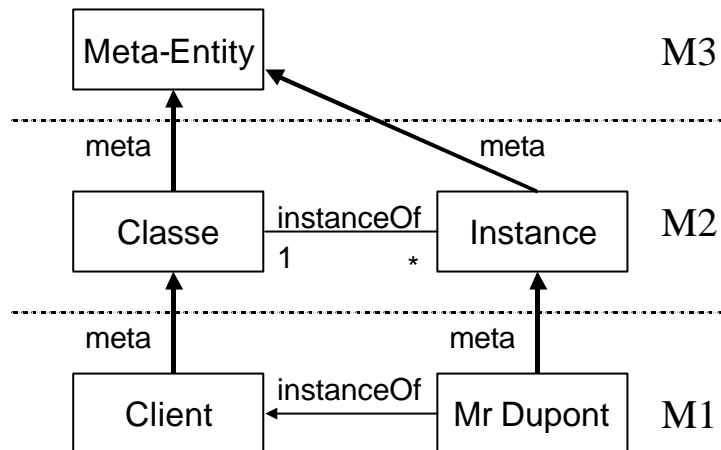 Meta-Entity
M3
meta
meta
Classe
instanceOf
Instance
M2
1
*
meta
meta
Client
instanceOf
Mr Dupont
M1